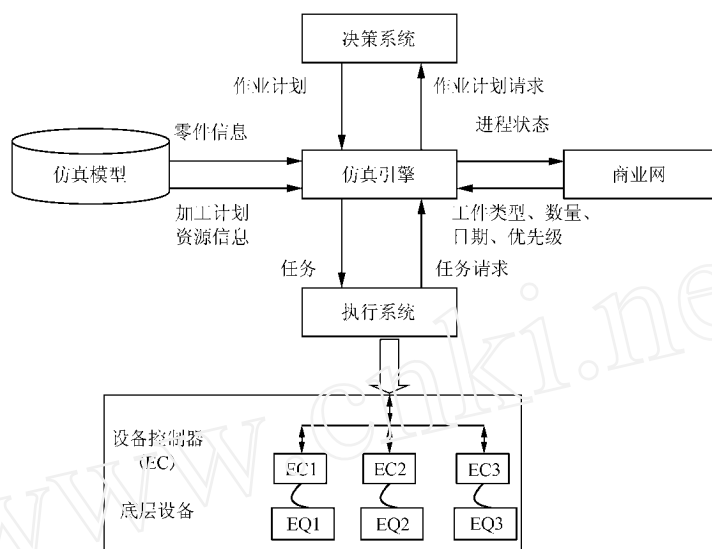 决策系统
作业计划
作业计划请求
零件信息
进程状态
仿真模型
仿真引擎
商业网
加工计划
资源信息
工件类型、数量、
日期、优先级
任务
任务请求
执行系统
设备控制器
(EC)
EC1
EC2
EC3
底层设备
EQ1
EQ2
EQ3
www.cnki.ne